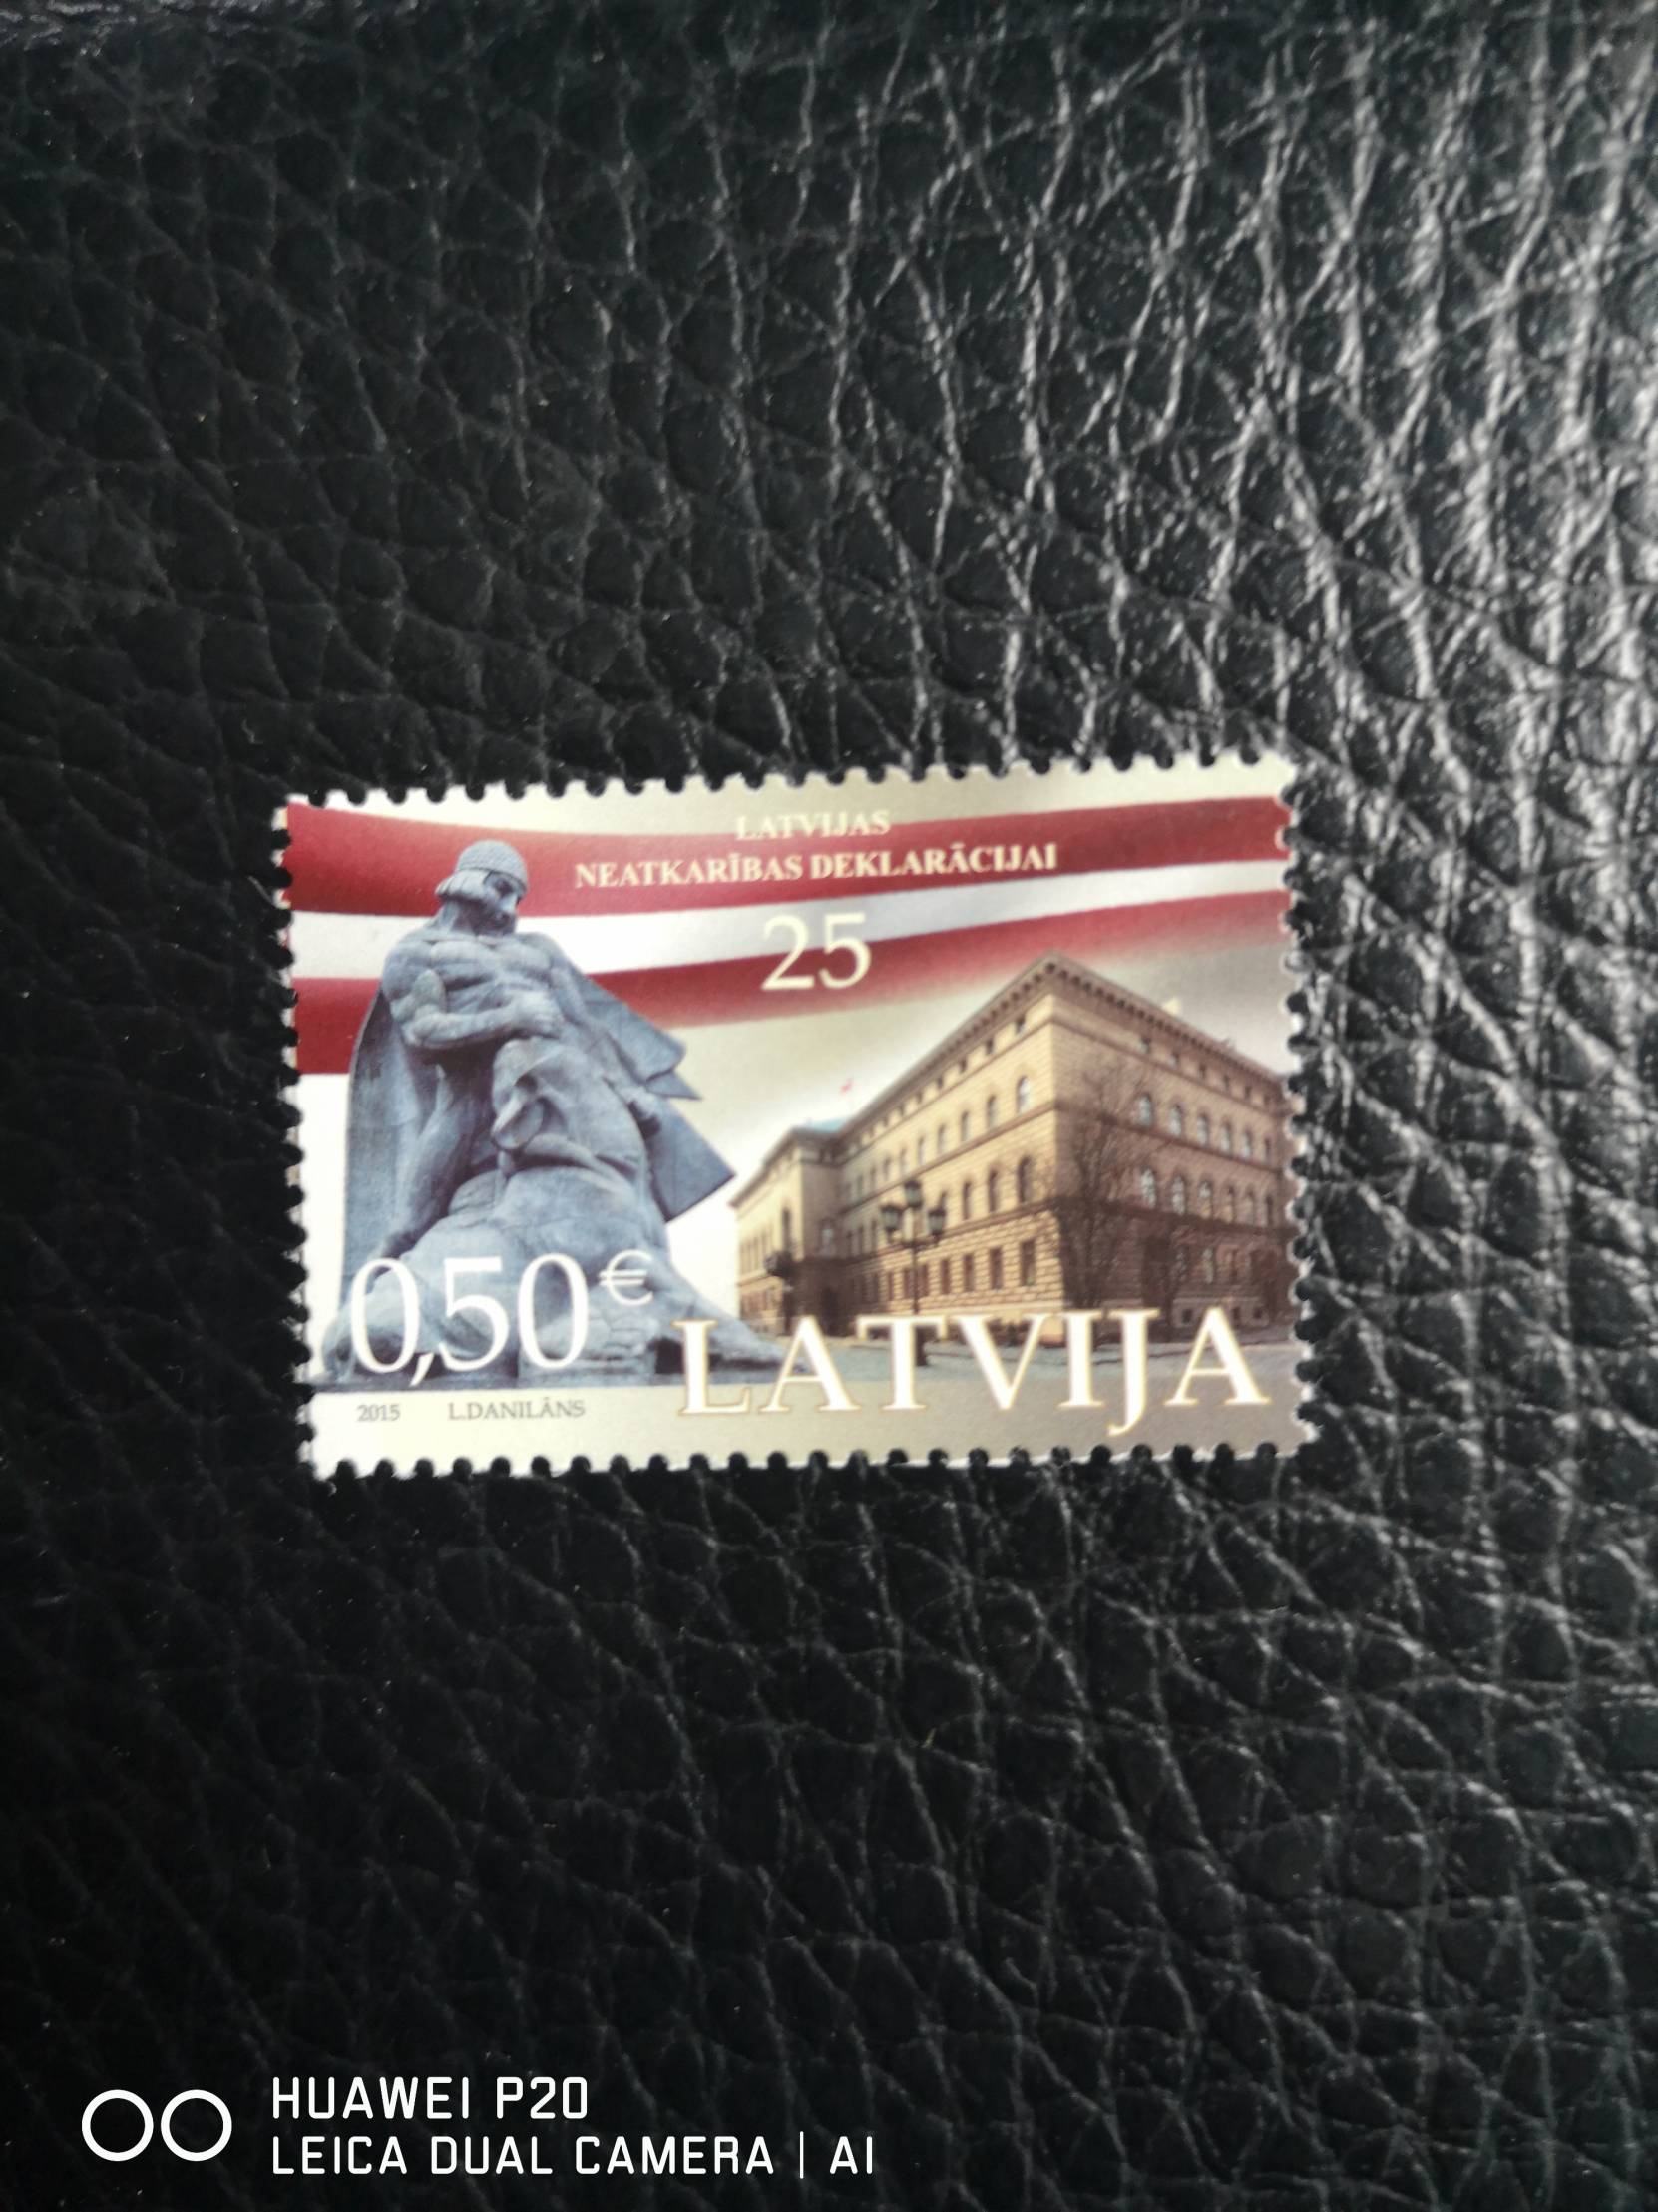 LATVIJAS
NEATKARĪBAS DEKLARĀCIJAI
25
0,50€
LATVIJA
2015 L.DANILĀNS
HUAWEI P20
LEICA DUAL CAMERA | AI